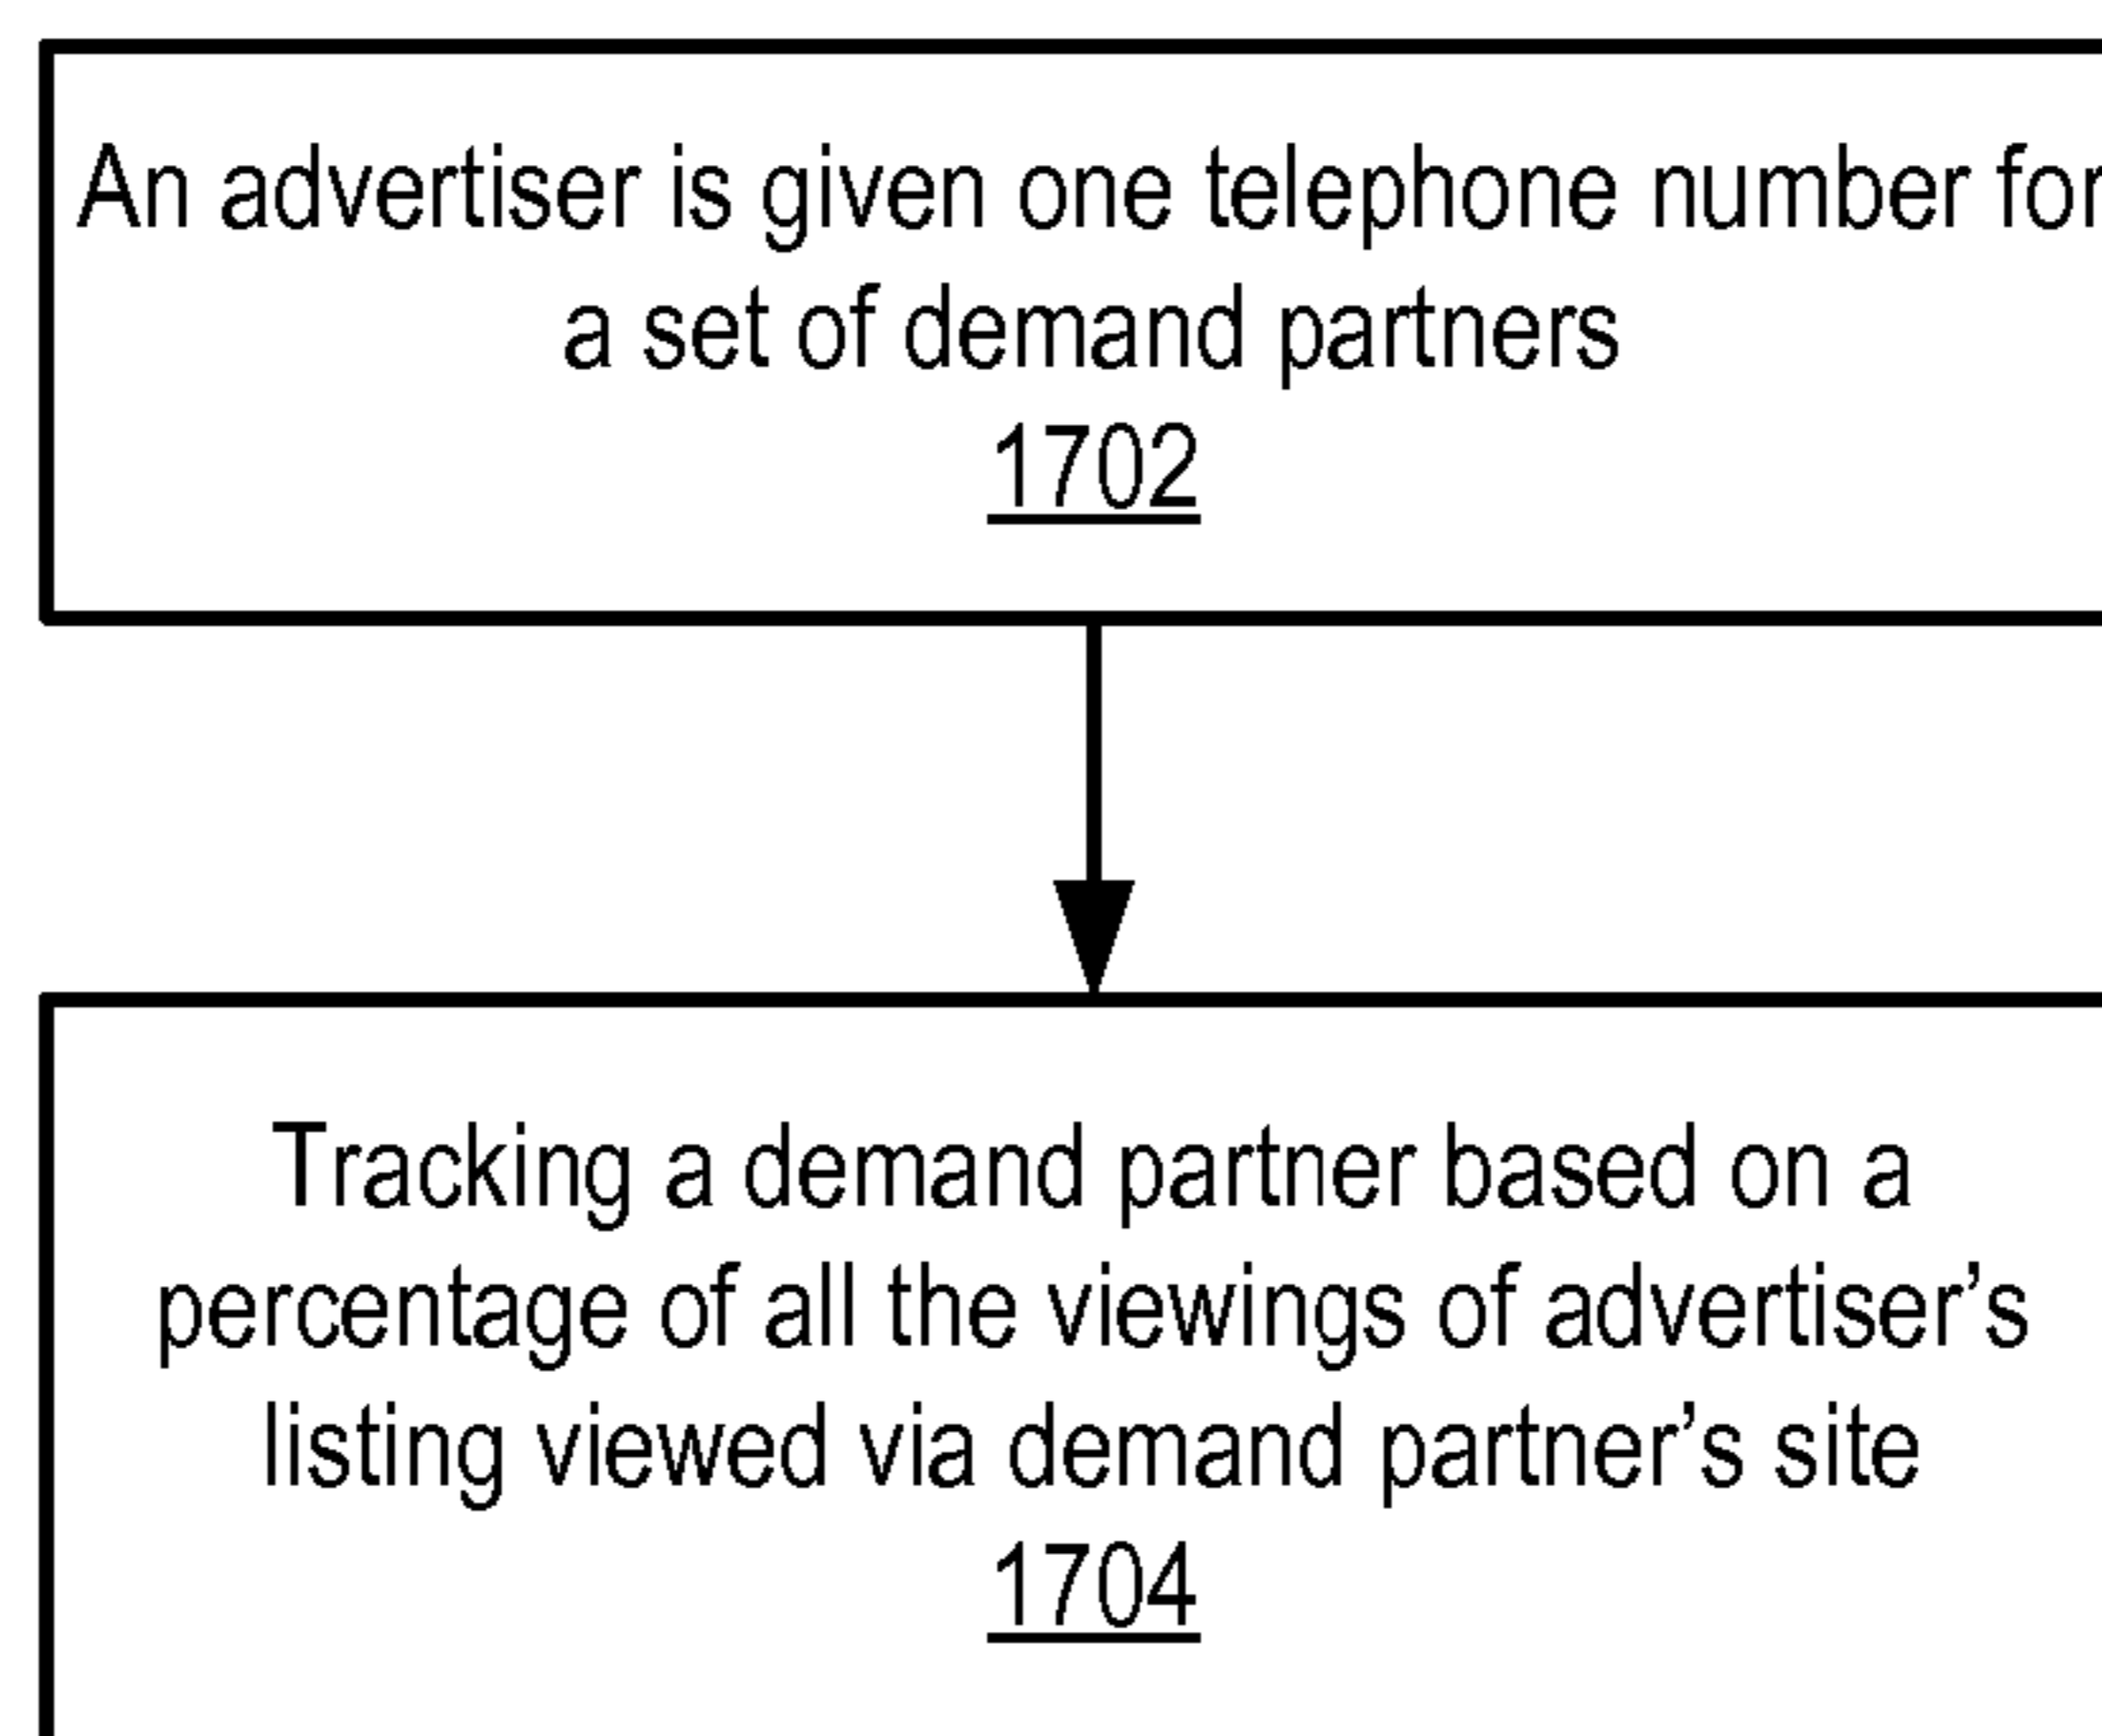 An advertiser is given one telephone number for
a set of demand partners
1702
Tracking a demand partner based on a
percentage of all the viewings of advertiser’s
listing viewed via demand partner’s site
1704